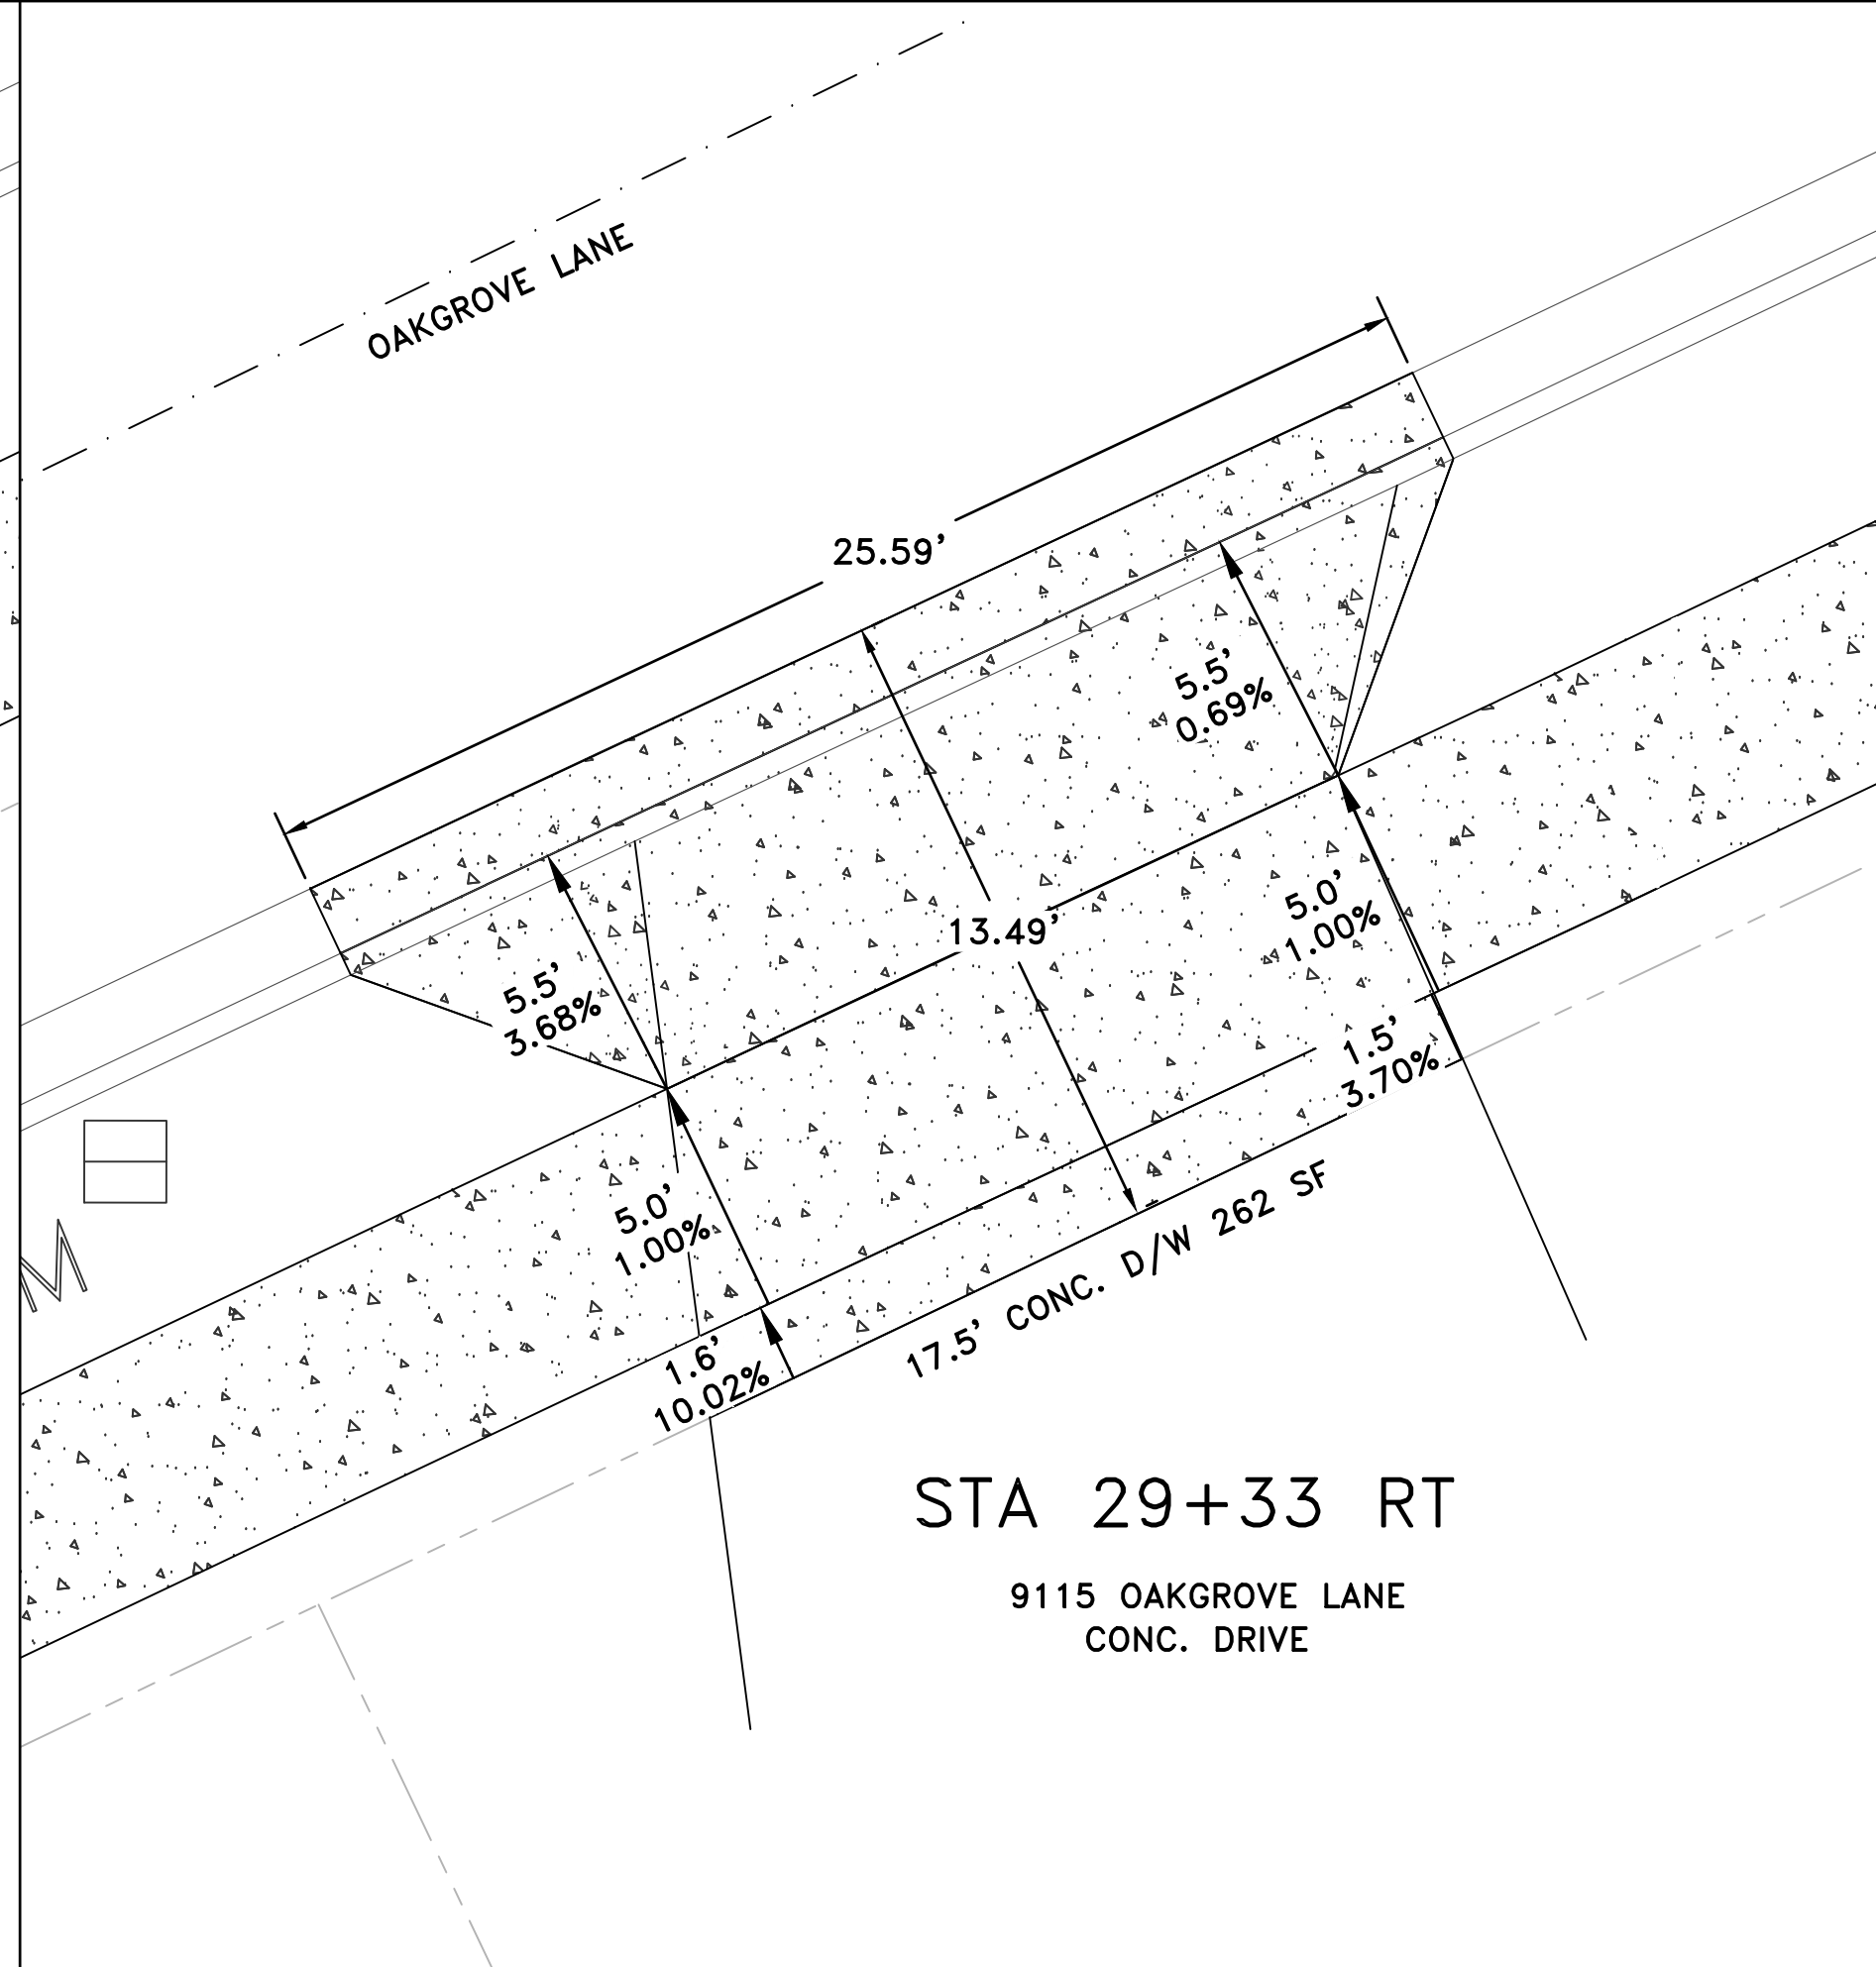 OAKGROVE LANE
25.59’
5.5’
0.69%
13.49’
5.0’
1.00%
5.5’
3.68%
1.5’
3.70%
5.0’
1.00%
1.6’
10.02%
17.5’ CONC. D/W 262 SF
M
STA 29+33 RT
9115 OAKGROVE LANE
CONC. DRIVE